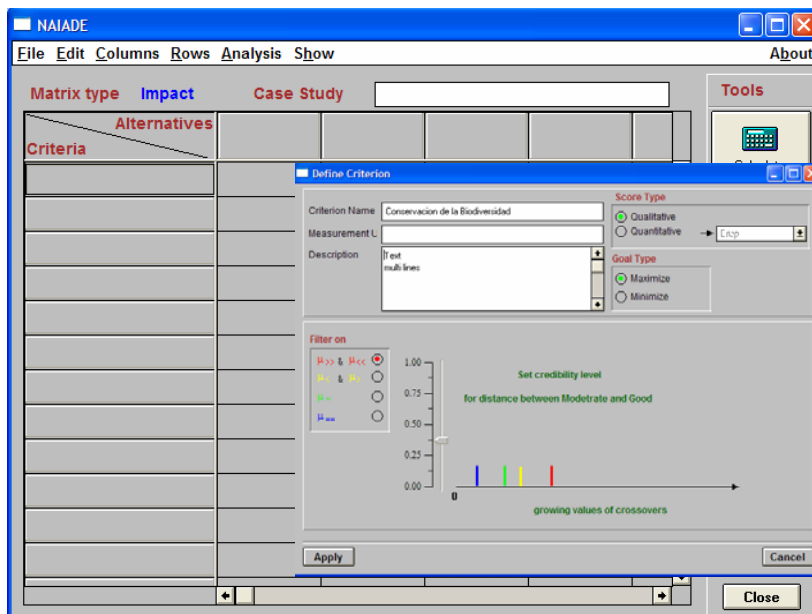 NAIADE
File Edit Columns Rows Analysis Show About
Matrix type Impact Case Study Tools
Alternatives
Criteria
Define Criterion
Criterion Name Conservacion de la Biodiversidad
Measurement U
Description Text
multi lines
Score Type
Qualitative
Quantitative Crisp
Goal Type
Maximize
Minimize
Filter on
μ>> & μ<<
μ< & μ>
μ=
μ==
1.00
0.75
0.50
0.25
0.00
Set credibility level
for distance between Modetrate and Good
0
growing values of crossovers
Apply Cancel
Close